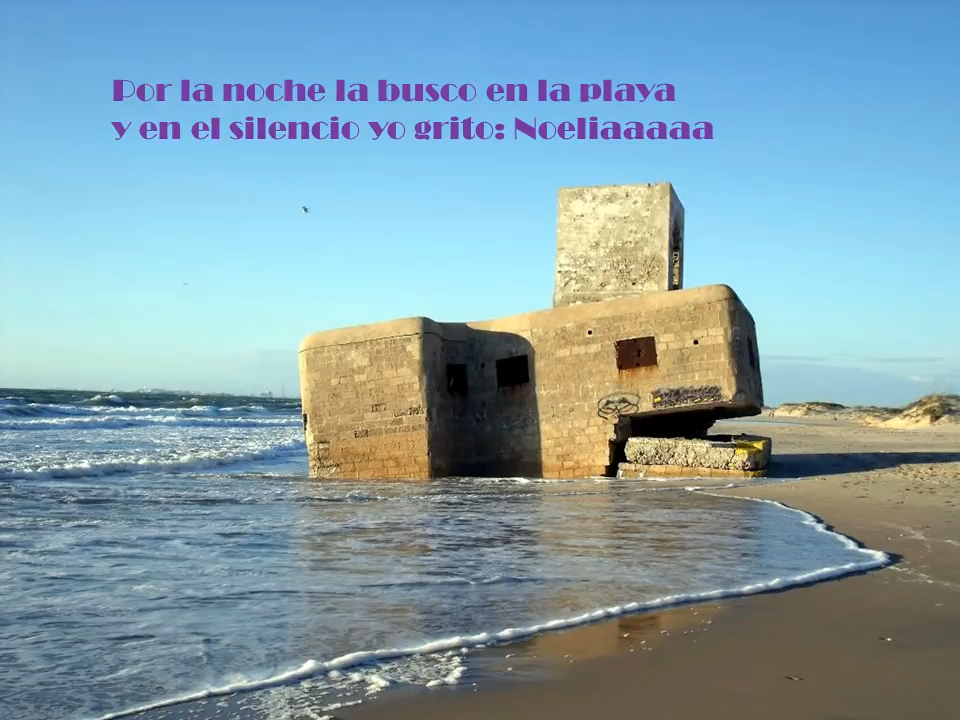 Por la noche la busco en la playa
y en el silencio yo grito: Noeliaaaaa